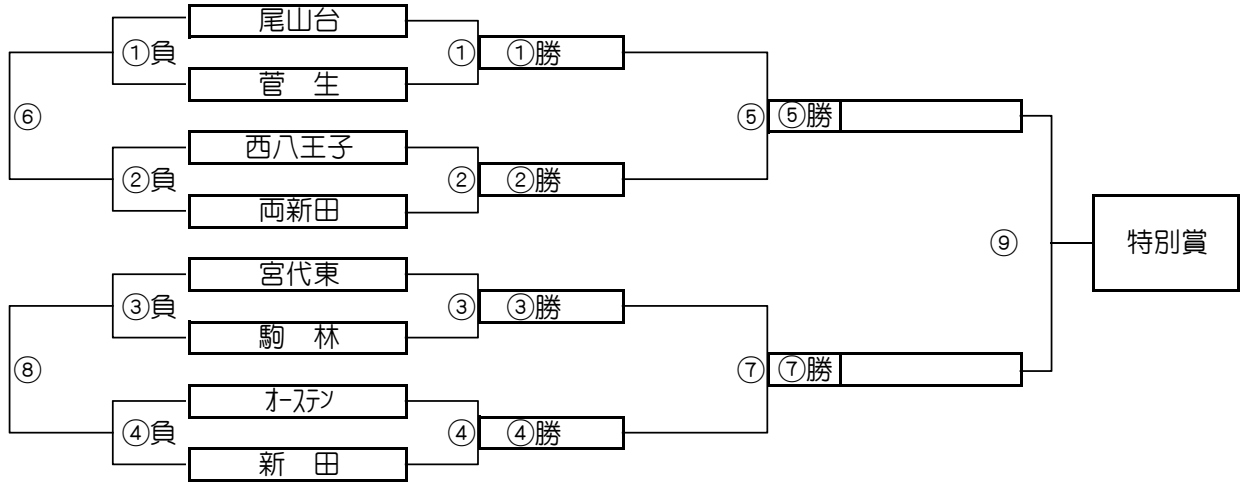 尾山台
①負 ① ①勝
菅　生
⑥ ⑤ ⑤勝
西八王子
②負 ② ②勝
両新田
⑨ 特別賞
宮代東
③負 ③ ③勝
駒　林
⑧ ⑦ ⑦勝
オーステン
④負 ④ ④勝
新　田